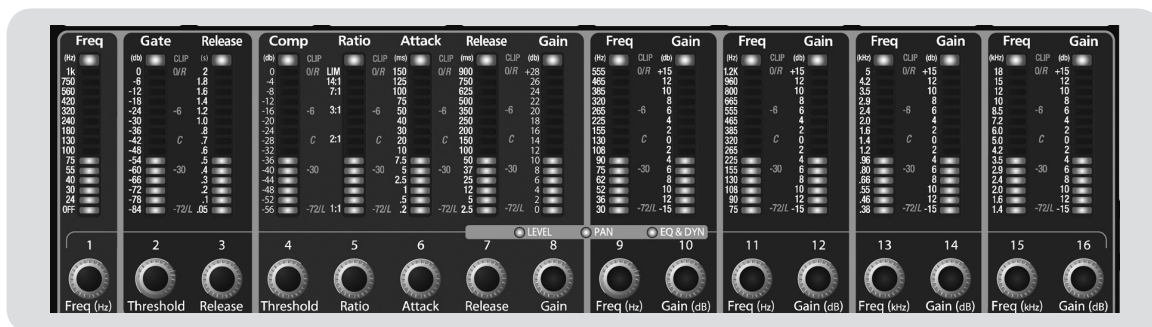 Freq Gate Release Comp Ratio Attack Release Gain Freq Gain Freq Gain Freq Gain Freq Gain
(Hz) (db) CLIP (s) (db) CLIP CLIP (ms) CLIP (ms) CLIP (db) (Hz) CLIP (db) (Hz) CLIP (db) (kHz) CLIP (db) (kHz) CLIP (db)
1k 0 0/R 2 0 0/R LIM 0/R 150 0/R 900 0/R +28 555 0/R +15 1.2K 0/R +15 5 0/R +15 18 0/R +15
750 -6 1.8 -4 14:1 125 750 26 465 12 960 12 4.2 12 15 12
560 -12 1.6 -8 7:1 100 625 24 385 10 800 10 3.5 10 12 10
420 -18 1.4 -12 75 500 22 320 8 665 8 2.9 8 10 8
320 -24 -6 1.2 -16 -6 3:1 -6 50 -6 350 -6 20 265 -6 6 555 -6 6 2.4 -6 6 8.5 -6 6
240 -30 1.0 -20 40 250 18 225 4 465 4 2.0 4 7.2 4
180 -36 .8 -24 30 200 16 155 2 385 2 1.6 2 6.0 2
130 -42 C .7 -28 C 2:1 C 20 C 150 C 14 130 C 0 320 C 0 1.4 C 0 5.0 C 0
100 -48 .6 -32 10 100 12 108 2 265 2 1.2 2 4.2 2
75 -54 .5 -36 7.5 50 10 90 4 225 4 .96 4 3.5 4
55 -60 -30 .4 -40 -30 -30 5 -30 37 -30 8 75 -30 6 155 -30 6 .80 -30 6 2.9 -30 6
40 -66 .3 -44 2.5 25 6 62 8 130 8 .66 8 2.4 8
30 -72 .2 -48 1 12 4 52 10 108 10 .55 10 2.0 10
24 -78 .1 -52 .5 5 2 36 12 90 12 .46 12 1.6 12
OFF -84 -72/L .05 -56 -72/L 1:1 -72/L .2 -72/L 2.5 -72/L 0 30 -72/L -15 75 -72/L -15 .38 -72/L -15 1.4 -72/L -15
LEVEL PAN EQ & DYN
1 2 3 4 5 6 7 8 9 10 11 12 13 14 15 16
Freq (Hz) Threshold Release Threshold Ratio Attack Release Gain Freq (Hz) Gain (dB) Freq (Hz) Gain (dB) Freq (kHz) Gain (dB) Freq (kHz) Gain (dB)